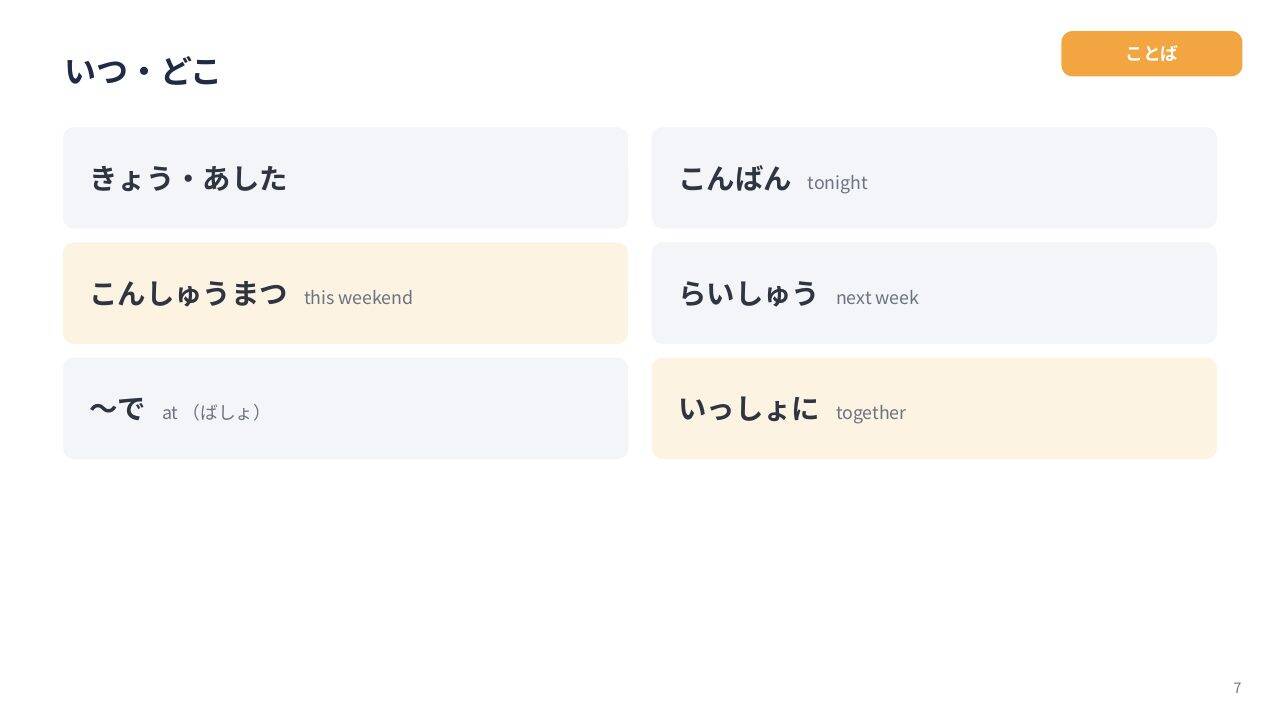 いつ・どこ
ことば
きょう・あした
こんばん tonight
こんしゅうまつ this weekend
らいしゅう next week
〜で at （ばしょ）
いっしょに together
7